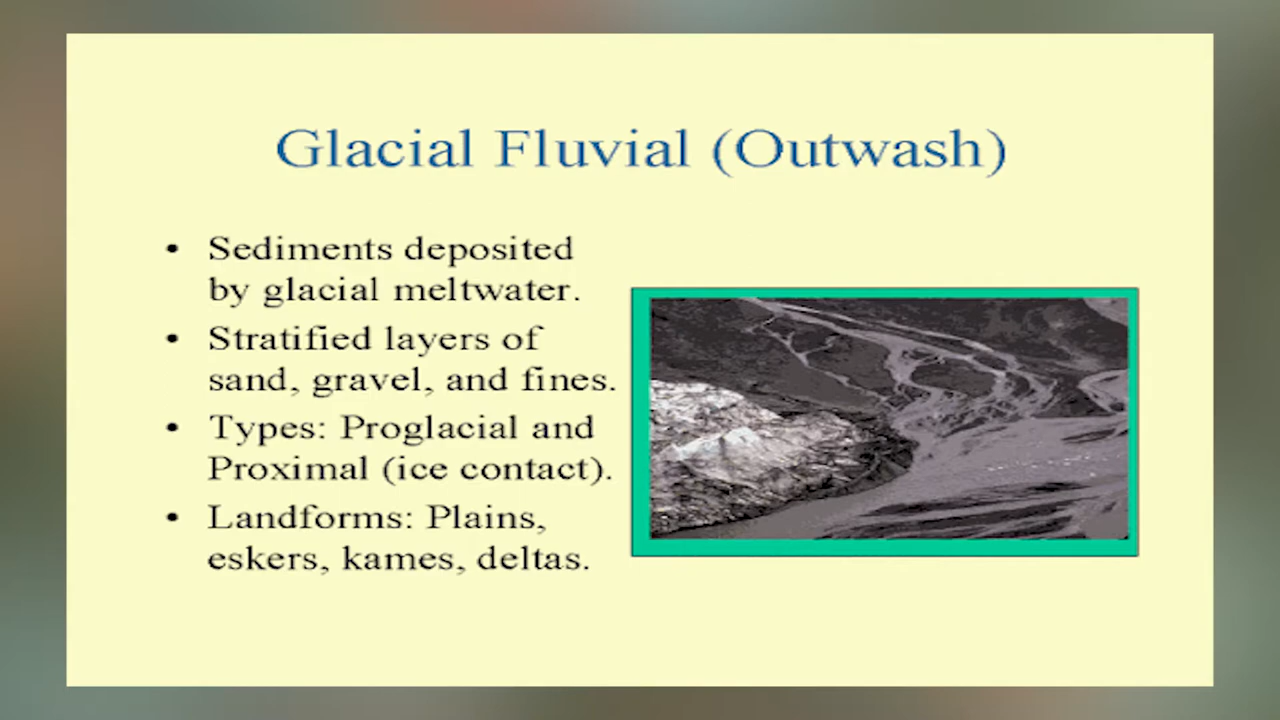 Glacial Fluvial (Outwash)
• Sediments deposited
by glacial meltwater.
• Stratified layers of
sand, gravel, and fines.
• Types: Proglacial and
Proximal (ice contact).
• Landforms: Plains,
eskers, kames, deltas.